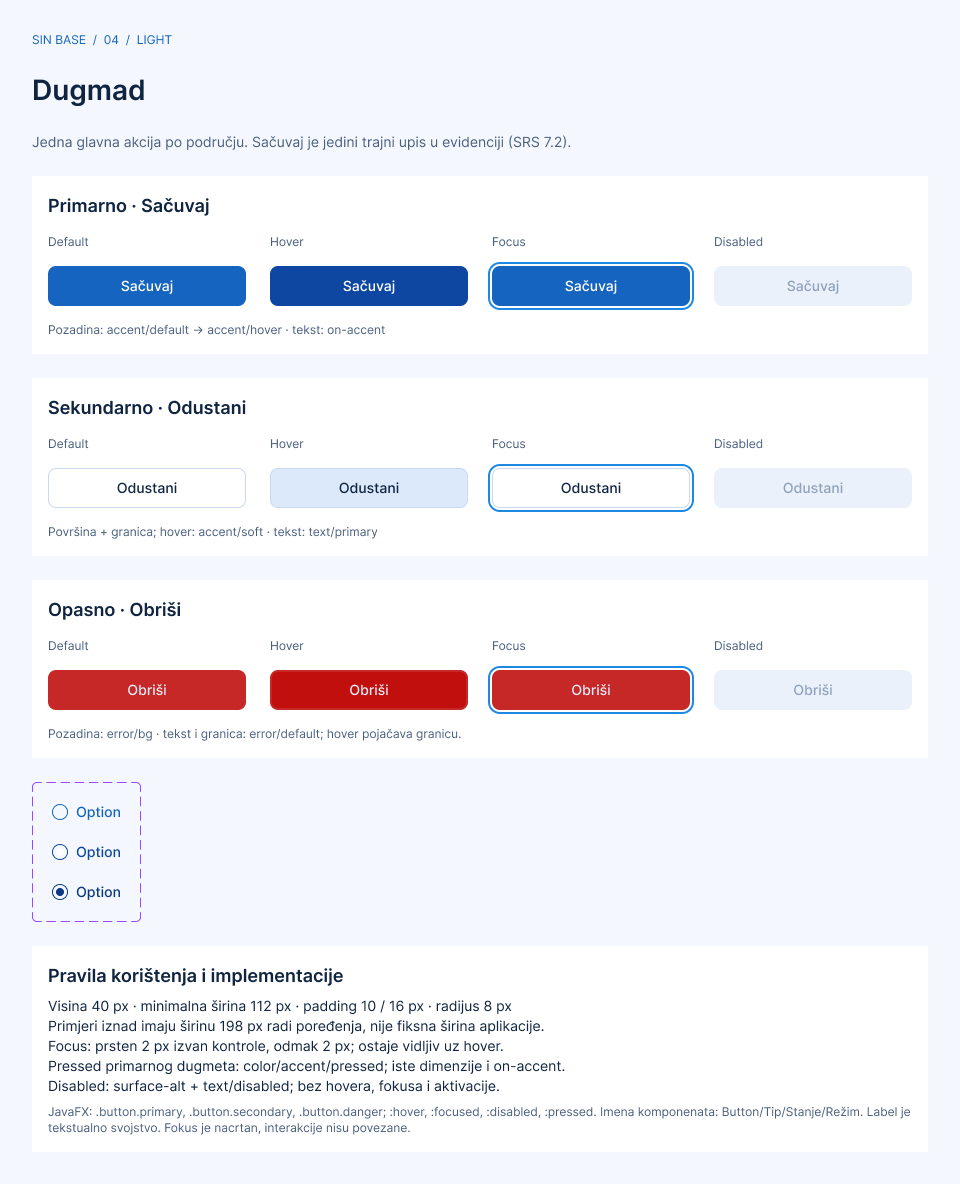 SIN BASE / 04 / LIGHT
Dugmad
Jedna glavna akcija po području. Sačuvaj je jedini trajni upis u evidenciji (SRS 7.2).
Primarno · Sačuvaj
Default Hover Focus Disabled
Sačuvaj Sačuvaj Sačuvaj Sačuvaj
Pozadina: accent/default → accent/hover · tekst: on-accent
Sekundarno · Odustani
Default Hover Focus Disabled
Odustani Odustani Odustani Odustani
Površina + granica; hover: accent/soft · tekst: text/primary
Opasno · Obriši
Default Hover Focus Disabled
Obriši Obriši Obriši Obriši
Pozadina: error/bg · tekst i granica: error/default; hover pojačava granicu.
Option
Option
Option
Pravila korištenja i implementacije
Visina 40 px · minimalna širina 112 px · padding 10 / 16 px · radijus 8 px
Primjeri iznad imaju širinu 198 px radi poređenja, nije fiksna širina aplikacije.
Focus: prsten 2 px izvan kontrole, odmak 2 px; ostaje vidljiv uz hover.
Pressed primarnog dugmeta: color/accent/pressed; iste dimenzije i on-accent.
Disabled: surface-alt + text/disabled; bez hovera, fokusa i aktivacije.
JavaFX: .button.primary, .button.secondary, .button.danger; :hover, :focused, :disabled, :pressed. Imena komponenata: Button/Tip/Stanje/Režim. Label je
tekstualno svojstvo. Fokus je nacrtan, interakcije nisu povezane.